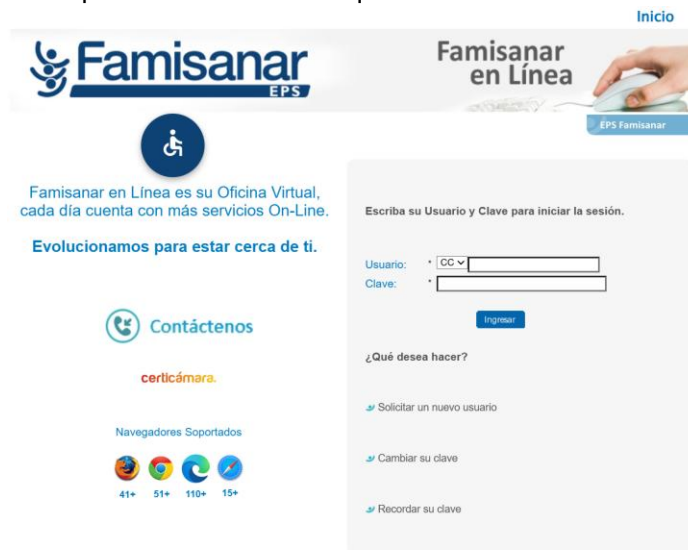 Inicio
Famisanar
EPS
Famisanar
en Línea
EPS Famisanar
Famisanar en Línea es su Oficina Virtual,
cada día cuenta con más servicios On-Line.
Evolucionamos para estar cerca de ti.
Contáctenos
certicámara.
Navegadores Soportados
41+ 51+ 110+ 15+
Escriba su Usuario y Clave para iniciar la sesión.
Usuario: * CC
Clave: *
Ingresar
¿Qué desea hacer?
Solicitar un nuevo usuario
Cambiar su clave
Recordar su clave